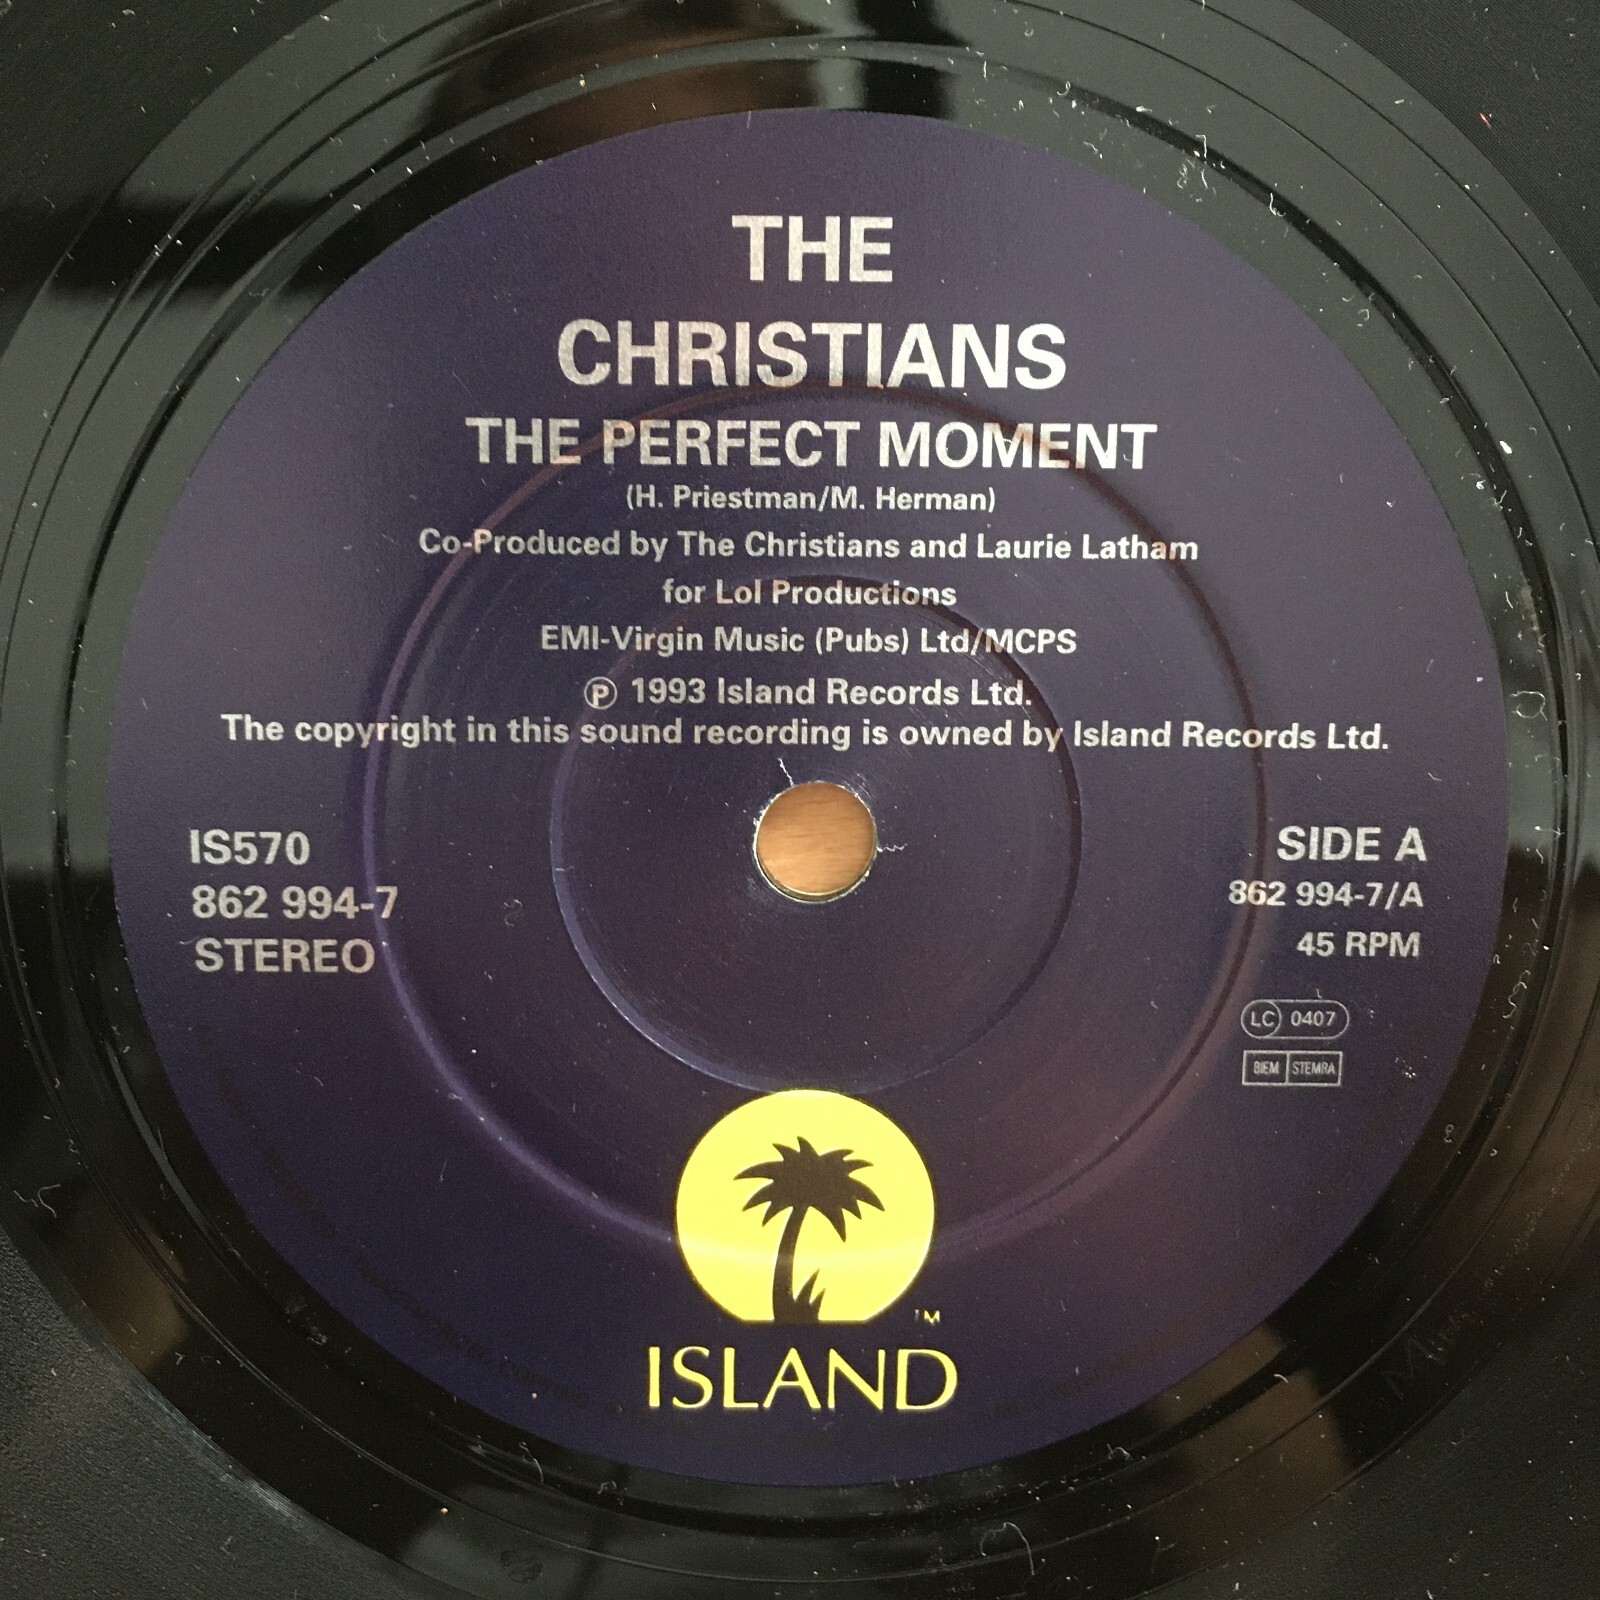 THE
CHRISTIANS
THE PERFECT MOMENT
(H. Priestman/M. Herman)
Co-Produced by The Christians and Laurie Latham
for Lol Productions
EMI-Virgin Music (Pubs) Ltd/MCPS
Ⓟ 1993 Island Records Ltd.
The copyright in this sound recording is owned by Island Records Ltd.
IS570
862 994-7
STEREO
SIDE A
862 994-7/A
45 RPM
LC 0407
BIEM STEMRA
TM
ISLAND